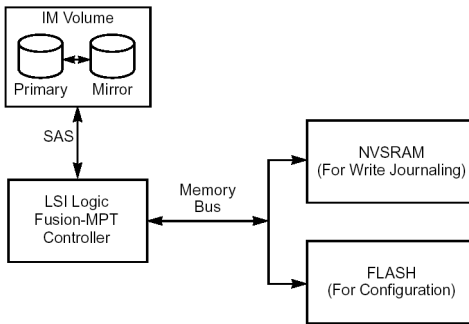 IM Volume
Primary
Mirror
SAS
LSI Logic
Fusion-MPT
Controller
Memory
Bus
NVSRAM
(For Write Journaling)
FLASH
(For Configuration)